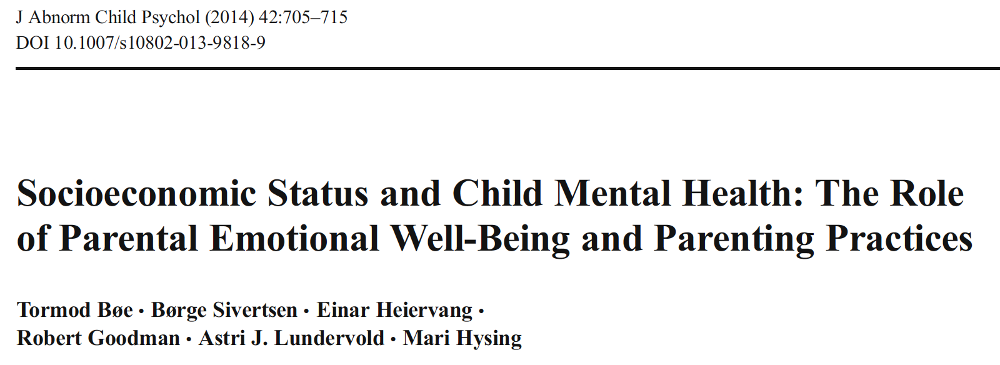 J Abnorm Child Psychol (2014) 42:705–715
DOI 10.1007/s10802-013-9818-9
Socioeconomic Status and Child Mental Health: The Role
of Parental Emotional Well-Being and Parenting Practices
Tormod Bøe · Børge Sivertsen · Einar Heiervang ·
Robert Goodman · Astri J. Lundervold · Mari Hysing